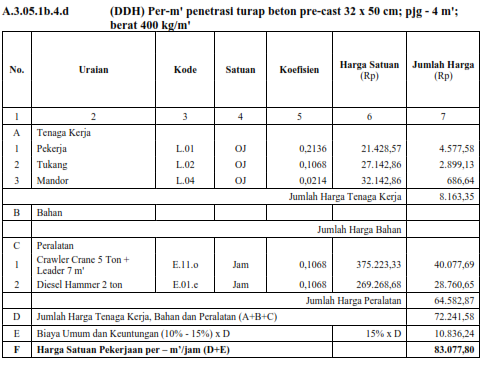 A.3.05.1b.4.d (DDH) Per-m' penetrasi turap beton pre-cast 32 x 50 cm; pjg - 4 m';
berat 400 kg/m'
No. Uraian Kode Satuan Koefisien Harga Satuan (Rp) Jumlah Harga (Rp)
1 2 3 4 5 6 7
A Tenaga Kerja
1 Pekerja L.01 OJ 0,2136 21.428,57 4.577,58
2 Tukang L.02 OJ 0,1068 27.142,86 2.899,13
3 Mandor L.04 OJ 0,0214 32.142,86 686,64
Jumlah Harga Tenaga Kerja 8.163,35
B Bahan
Jumlah Harga Bahan
C Peralatan
1 Crawler Crane 5 Ton + Leader 7 m' E.11.o Jam 0,1068 375.223,33 40.077,69
2 Diesel Hammer 2 ton E.01.e Jam 0,1068 269.268,68 28.760,65
Jumlah Harga Peralatan 64.582,87
D Jumlah Harga Tenaga Kerja, Bahan dan Peralatan (A+B+C) 72.241,58
E Biaya Umum dan Keuntungan (10% - 15%) x D 15% x D 10.836,24
F Harga Satuan Pekerjaan per – m'/jam (D+E) 83.077,80